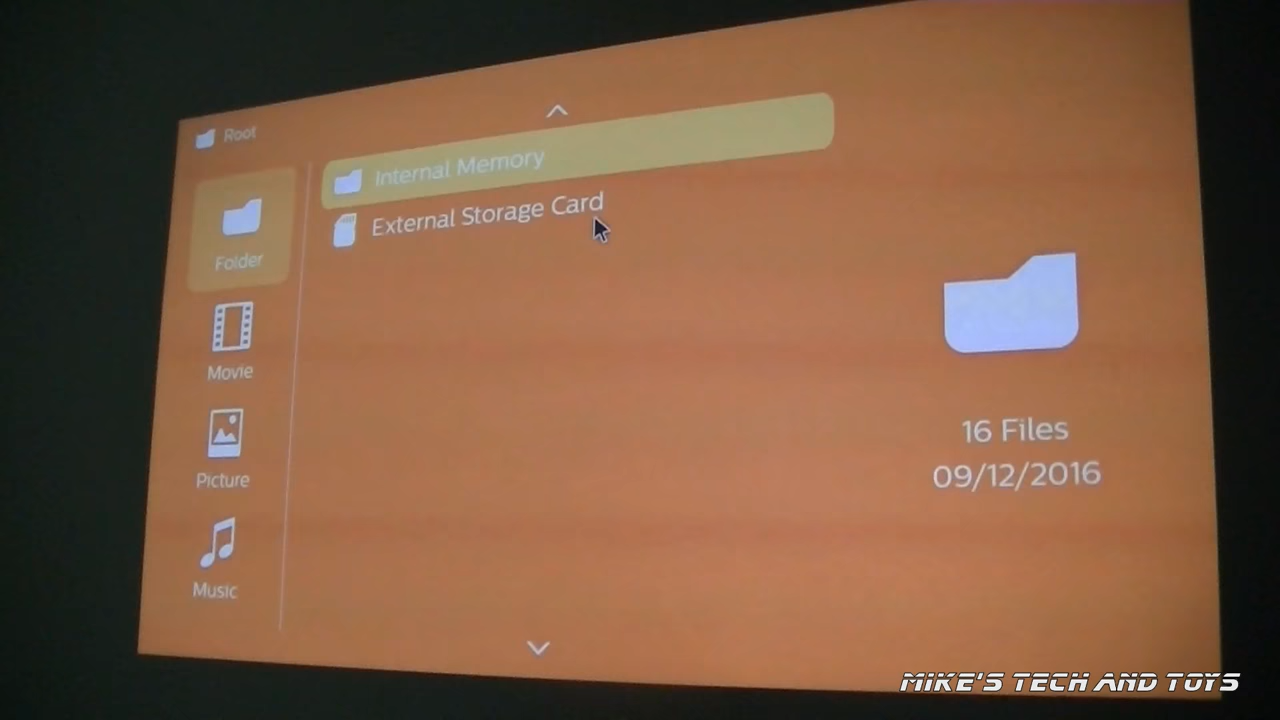 Root
Folder
Movie
Picture
Music
Internal Memory
External Storage Card
16 Files
09/12/2016
MIKE'S TECH AND TOYS